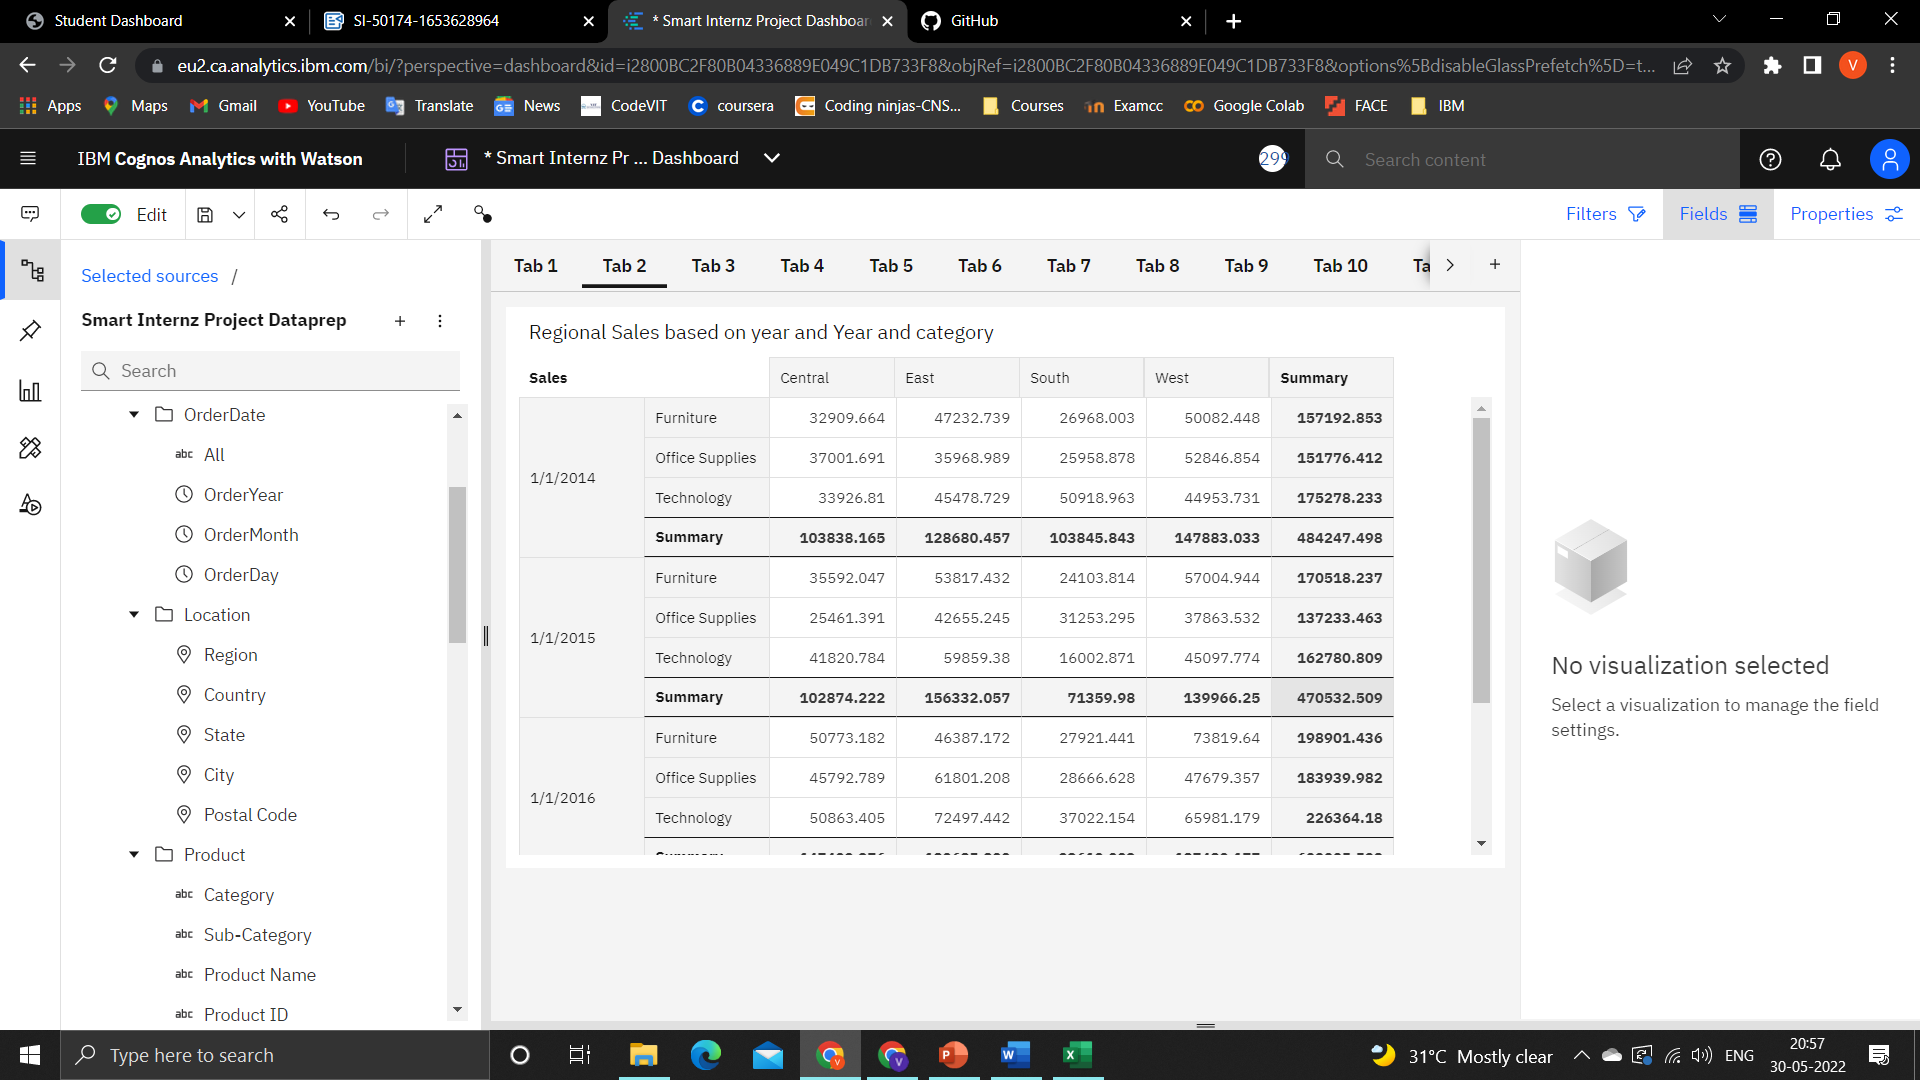 Student Dashboard
SI-50174-1653628964
* Smart Internz Project Dashboar
GitHub
eu2.ca.analytics.ibm.com/bi/?perspective=dashboard&id=i2800BC2F80B04336889E049C1DB733F8&objRef=i2800BC2F80B04336889E049C1DB733F8&options%5BdisableGlassPrefetch%5D=t...
V
Apps Maps Gmail YouTube Translate News CodeVIT coursera Coding ninjas-CNS... Courses Examcc Google Colab FACE IBM
IBM Cognos Analytics with Watson
* Smart Internz Pr ... Dashboard
299
Search content
Edit
Filters
Fields
Properties
Selected sources /
Smart Internz Project Dataprep
Search
OrderDate
abc All
OrderYear
OrderMonth
OrderDay
Location
Region
Country
State
City
Postal Code
Product
abc Category
abc Sub-Category
abc Product Name
abc Product ID
Tab 1 Tab 2 Tab 3 Tab 4 Tab 5 Tab 6 Tab 7 Tab 8 Tab 9 Tab 10 Ta
Regional Sales based on year and Year and category
Sales Central East South West Summary
1/1/2014
Furniture 32909.664 47232.739 26968.003 50082.448 157192.853
Office Supplies 37001.691 35968.989 25958.878 52846.854 151776.412
Technology 33926.81 45478.729 50918.963 44953.731 175278.233
Summary 103838.165 128680.457 103845.843 147883.033 484247.498
1/1/2015
Furniture 35592.047 53817.432 24103.814 57004.944 170518.237
Office Supplies 25461.391 42655.245 31253.295 37863.532 137233.463
Technology 41820.784 59859.38 16002.871 45097.774 162780.809
Summary 102874.222 156332.057 71359.98 139966.25 470532.509
1/1/2016
Furniture 50773.182 46387.172 27921.441 73819.64 198901.436
Office Supplies 45792.789 61801.208 28666.628 47679.357 183939.982
Technology 50863.405 72497.442 37022.154 65981.179 226364.18
Summary
No visualization selected
Select a visualization to manage the field
settings.
Type here to search
31°C Mostly clear
ENG
20:57
30-05-2022